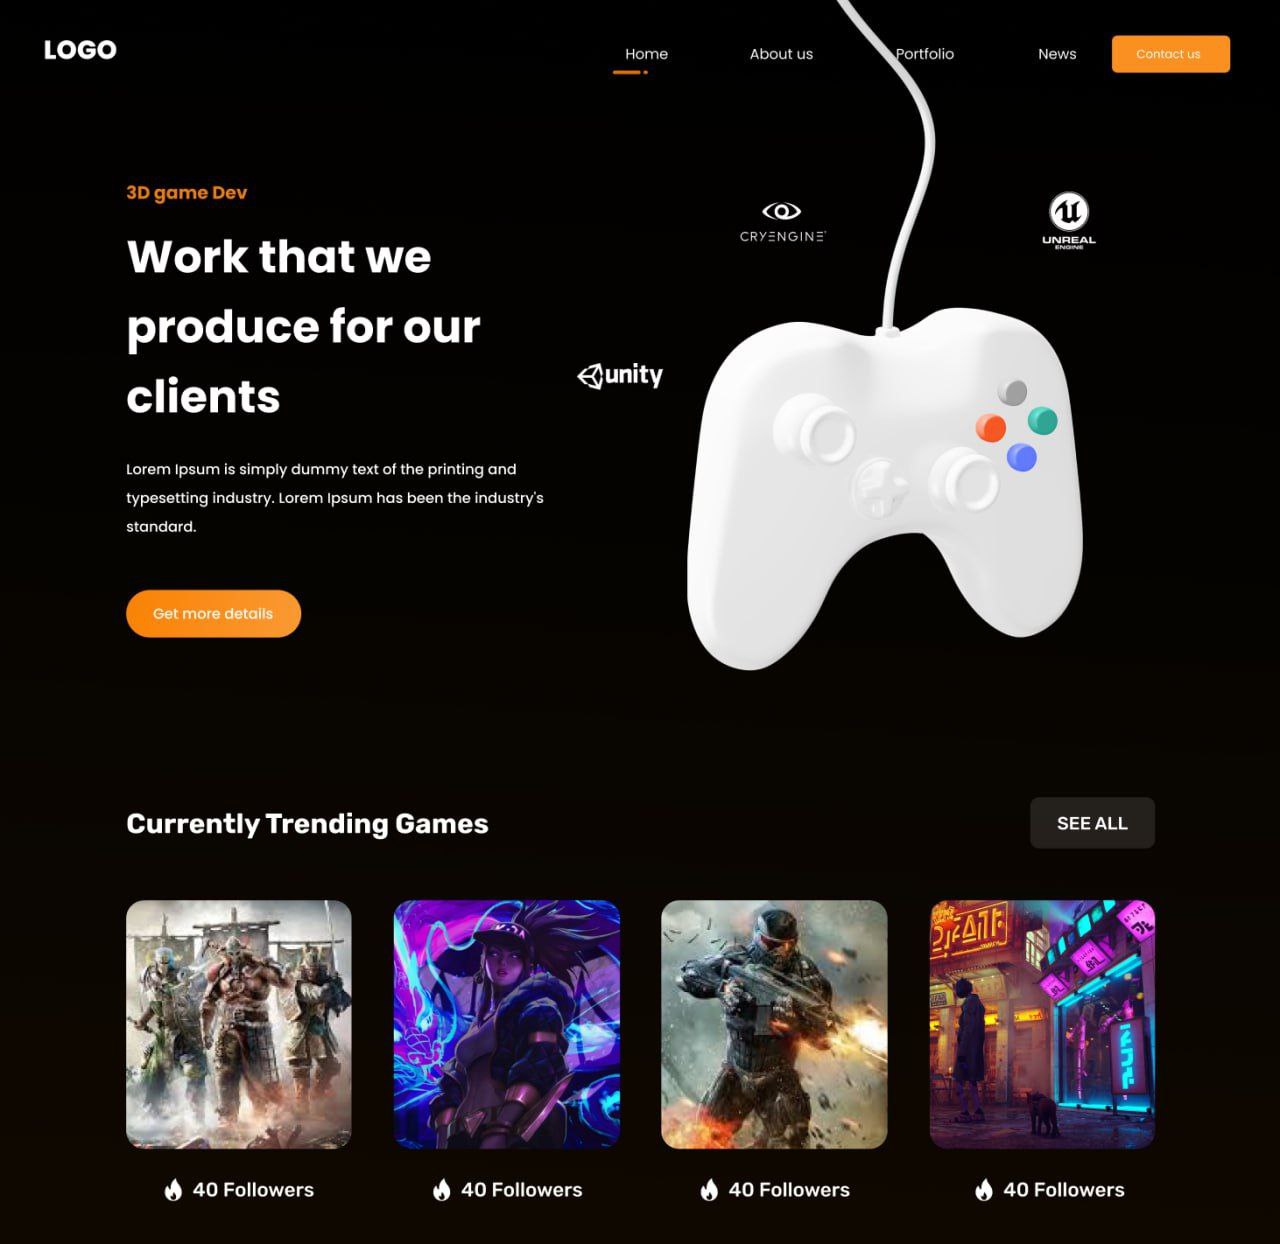 LOGO
Home
About us
Portfolio
News
Contact us
3D game Dev
Work that we
produce for our
clients
CRYENGINE
UNREAL
ENGINE
unity
Lorem Ipsum is simply dummy text of the printing and
typesetting industry. Lorem Ipsum has been the industry's
standard.
Get more details
Currently Trending Games
SEE ALL
40 Followers
40 Followers
40 Followers
40 Followers